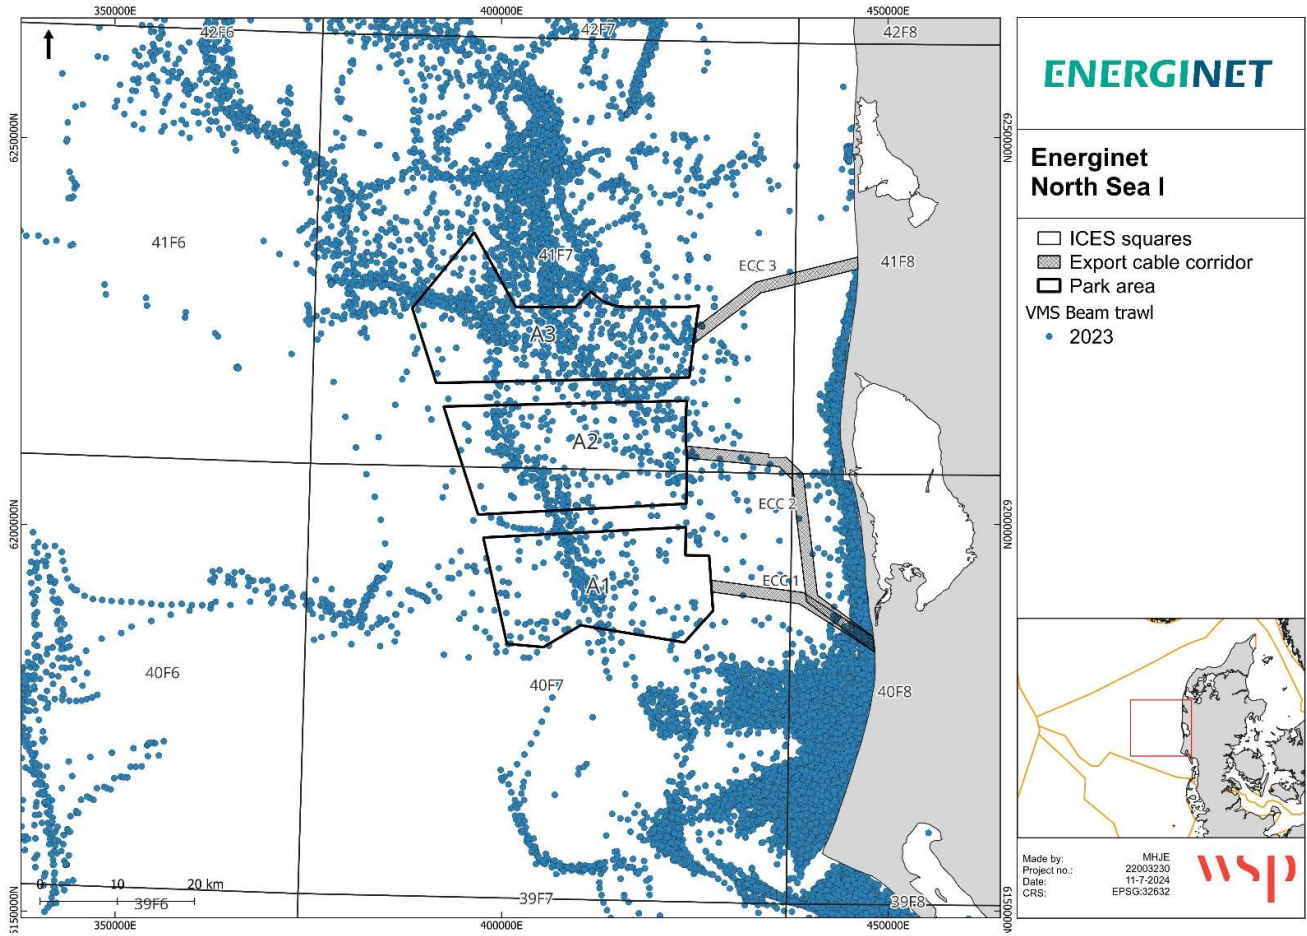 350000E
400000E
450000E
42F6
42F7
42F8
6250000N
6250000N
41F6
41F7
41F8
ECC 3
A3
A2
6200000N
6200000N
ECC 2
ECC 1
A1
40F6
40F7
40F8
0 10 20 km
39F6
39F7
39F8
6150000N
6150000N
350000E
400000E
450000E
ENERGINET
Energinet
North Sea I
ICES squares
Export cable corridor
Park area
VMS Beam trawl
2023
Made by: MHJE
Project no.: 22003230
Date: 11-7-2024
CRS: EPSG:32632
wsp